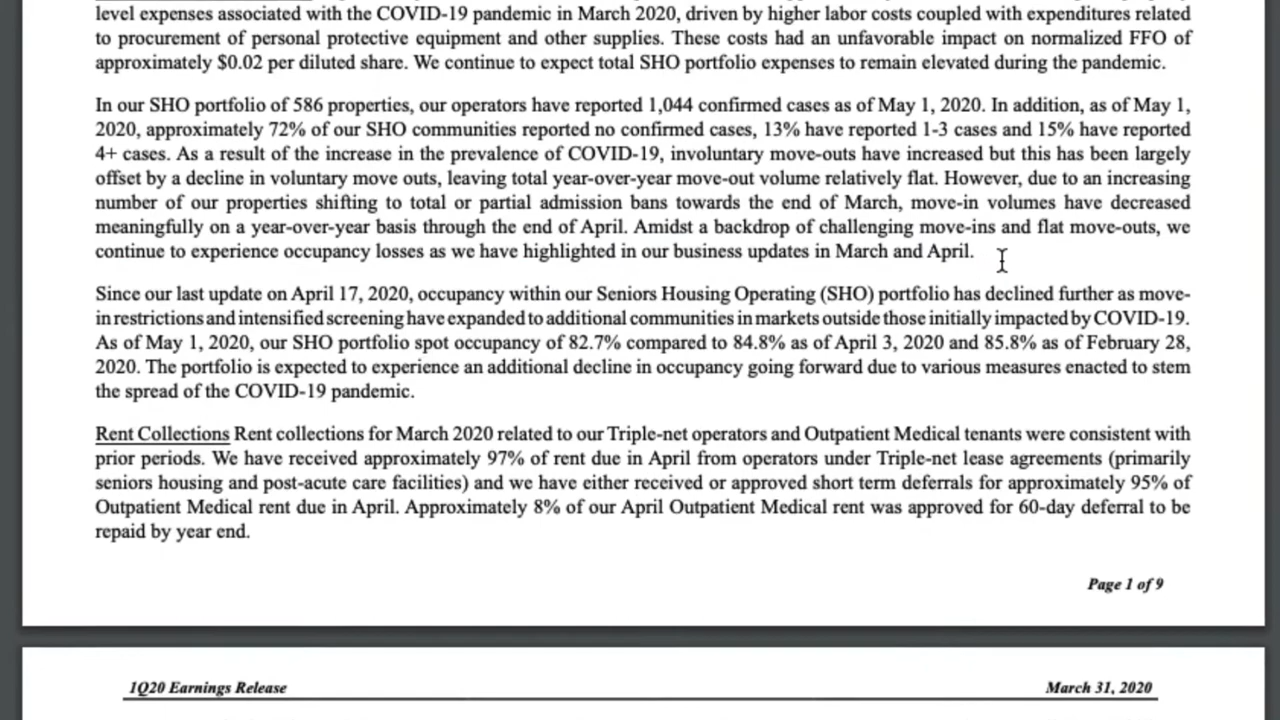 level expenses associated with the COVID-19 pandemic in March 2020, driven by higher labor costs coupled with expenditures related
to procurement of personal protective equipment and other supplies. These costs had an unfavorable impact on normalized FFO of
approximately $0.02 per diluted share. We continue to expect total SHO portfolio expenses to remain elevated during the pandemic.
In our SHO portfolio of 586 properties, our operators have reported 1,044 confirmed cases as of May 1, 2020. In addition, as of May 1,
2020, approximately 72% of our SHO communities reported no confirmed cases, 13% have reported 1-3 cases and 15% have reported
4+ cases. As a result of the increase in the prevalence of COVID-19, involuntary move-outs have increased but this has been largely
offset by a decline in voluntary move outs, leaving total year-over-year move-out volume relatively flat. However, due to an increasing
number of our properties shifting to total or partial admission bans towards the end of March, move-in volumes have decreased
meaningfully on a year-over-year basis through the end of April. Amidst a backdrop of challenging move-ins and flat move-outs, we
continue to experience occupancy losses as we have highlighted in our business updates in March and April.
Since our last update on April 17, 2020, occupancy within our Seniors Housing Operating (SHO) portfolio has declined further as move-
in restrictions and intensified screening have expanded to additional communities in markets outside those initially impacted by COVID-19.
As of May 1, 2020, our SHO portfolio spot occupancy of 82.7% compared to 84.8% as of April 3, 2020 and 85.8% as of February 28,
2020. The portfolio is expected to experience an additional decline in occupancy going forward due to various measures enacted to stem
the spread of the COVID-19 pandemic.
Rent Collections Rent collections for March 2020 related to our Triple-net operators and Outpatient Medical tenants were consistent with
prior periods. We have received approximately 97% of rent due in April from operators under Triple-net lease agreements (primarily
seniors housing and post-acute care facilities) and we have either received or approved short term deferrals for approximately 95% of
Outpatient Medical rent due in April. Approximately 8% of our April Outpatient Medical rent was approved for 60-day deferral to be
repaid by year end.
Page 1 of 9
1Q20 Earnings Release
March 31, 2020